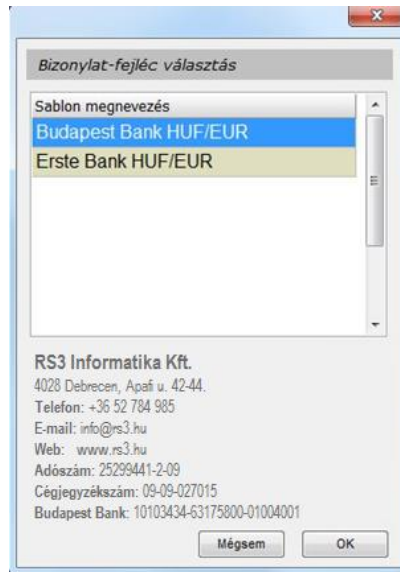 Bizonylat-fejléc választás
Sablon megnevezés
Budapest Bank HUF/EUR
Erste Bank HUF/EUR
RS3 Informatika Kft.
4028 Debrecen, Apafi u. 42-44.
Telefon: +36 52 784 985
E-mail: info@rs3.hu
Web: www.rs3.hu
Adószám: 25299441-2-09
Cégjegyzékszám: 09-09-027015
Budapest Bank: 10103434-63175800-01004001
Mégsem OK